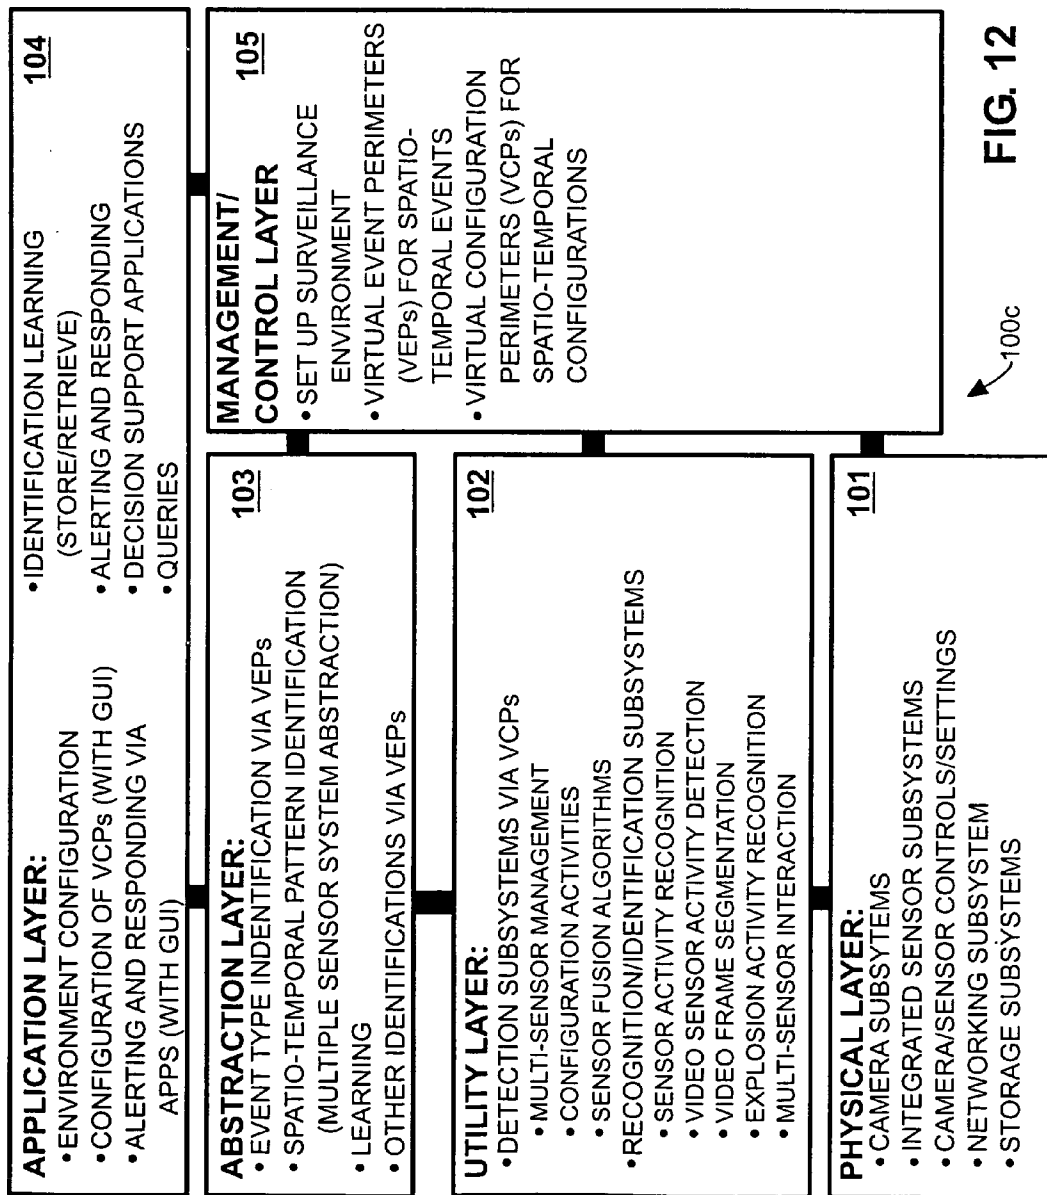 APPLICATION LAYER:
• ENVIRONMENT CONFIGURATION
• CONFIGURATION OF VCPs (WITH GUI)
• ALERTING AND RESPONDING VIA
APPS (WITH GUI)
• IDENTIFICATION LEARNING
(STORE/RETRIEVE)
• ALERTING AND RESPONDING
• DECISION SUPPORT APPLICATIONS
• QUERIES
104
ABSTRACTION LAYER:
• EVENT TYPE INDENTIFICATION VIA VEPs
• SPATIO-TEMPORAL PATTERN IDENTIFICATION
(MULTIPLE SENSOR SYSTEM ABSTRACTION)
• LEARNING
• OTHER IDENTIFICATIONS VIA VEPs
103
MANAGEMENT/
CONTROL LAYER
105
• SET UP SURVEILLANCE
ENVIRONMENT
• VIRTUAL EVENT PERIMETERS
(VEPs) FOR SPATIO-
TEMPORAL EVENTS
• VIRTUAL CONFIGURATION
PERIMETERS (VCPs) FOR
SPATIO-TEMPORAL
CONFIGURATIONS
UTILITY LAYER:
• DETECTION SUBSYSTEMS VIA VCPs
• MULTI-SENSOR MANAGEMENT
• CONFIGURATION ACTIVITIES
• SENSOR FUSION ALGORITHMS
• RECOGNITION/IDENTIFICATION SUBSYSTEMS
• SENSOR ACTIVITY RECOGNITION
• VIDEO SENSOR ACTIVITY DETECTION
• VIDEO FRAME SEGMENTATION
• EXPLOSION ACTIVITY RECOGNITION
• MULTI-SENSOR INTERACTION
102
PHYSICAL LAYER:
• CAMERA SUBSYTEMS
• INTEGRATED SENSOR SUBSYSTEMS
• CAMERA/SENSOR CONTROLS/SETTINGS
• NETWORKING SUBSYSTEM
• STORAGE SUBSYSTEMS
101
100c
FIG. 12